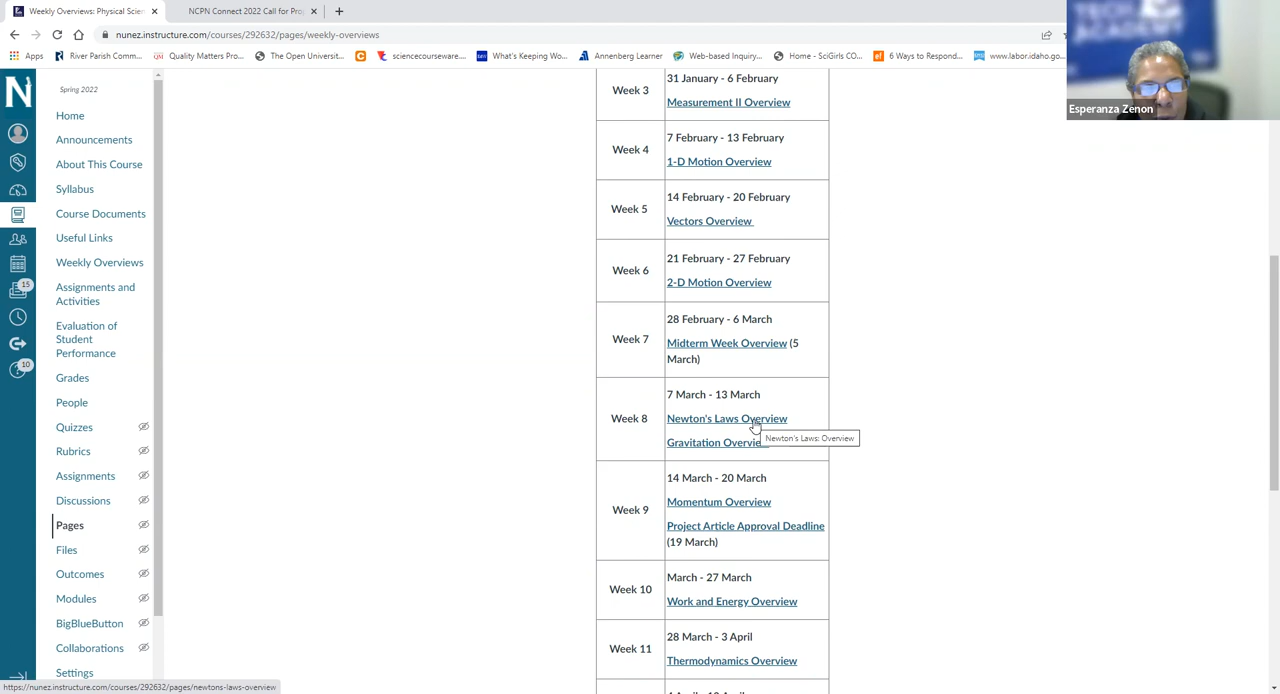 Weekly Overviews: Physical Scien
NCPN Connect 2022 Call for Prop
nunez.instructure.com/courses/292632/pages/weekly-overviews
Apps
River Parish Comm...
Quality Matters Pro...
The Open Universit...
sciencecourseware....
What's Keeping Wo...
Annenberg Learner
Web-based Inquiry...
Home - SciGirls CO...
6 Ways to Respond...
www.labor.idaho.go...
TECH
ACADEMY
Esperanza Zenon
N
15
10
Spring 2022
Home
Announcements
About This Course
Syllabus
Course Documents
Useful Links
Weekly Overviews
Assignments and
Activities
Evaluation of
Student
Performance
Grades
People
Quizzes
Rubrics
Assignments
Discussions
Pages
Files
Outcomes
Modules
BigBlueButton
Collaborations
Settings
Week 3
31 January - 6 February
Measurement II Overview
Week 4
7 February - 13 February
1-D Motion Overview
Week 5
14 February - 20 February
Vectors Overview
Week 6
21 February - 27 February
2-D Motion Overview
Week 7
28 February - 6 March
Midterm Week Overview (5
March)
Week 8
7 March - 13 March
Newton's Laws Overview
Newton's Laws: Overview
Gravitation Overvie
Week 9
14 March - 20 March
Momentum Overview
Project Article Approval Deadline
(19 March)
Week 10
March - 27 March
Work and Energy Overview
Week 11
28 March - 3 April
Thermodynamics Overview
https://nunez.instructure.com/courses/292632/pages/newtons-laws-overview